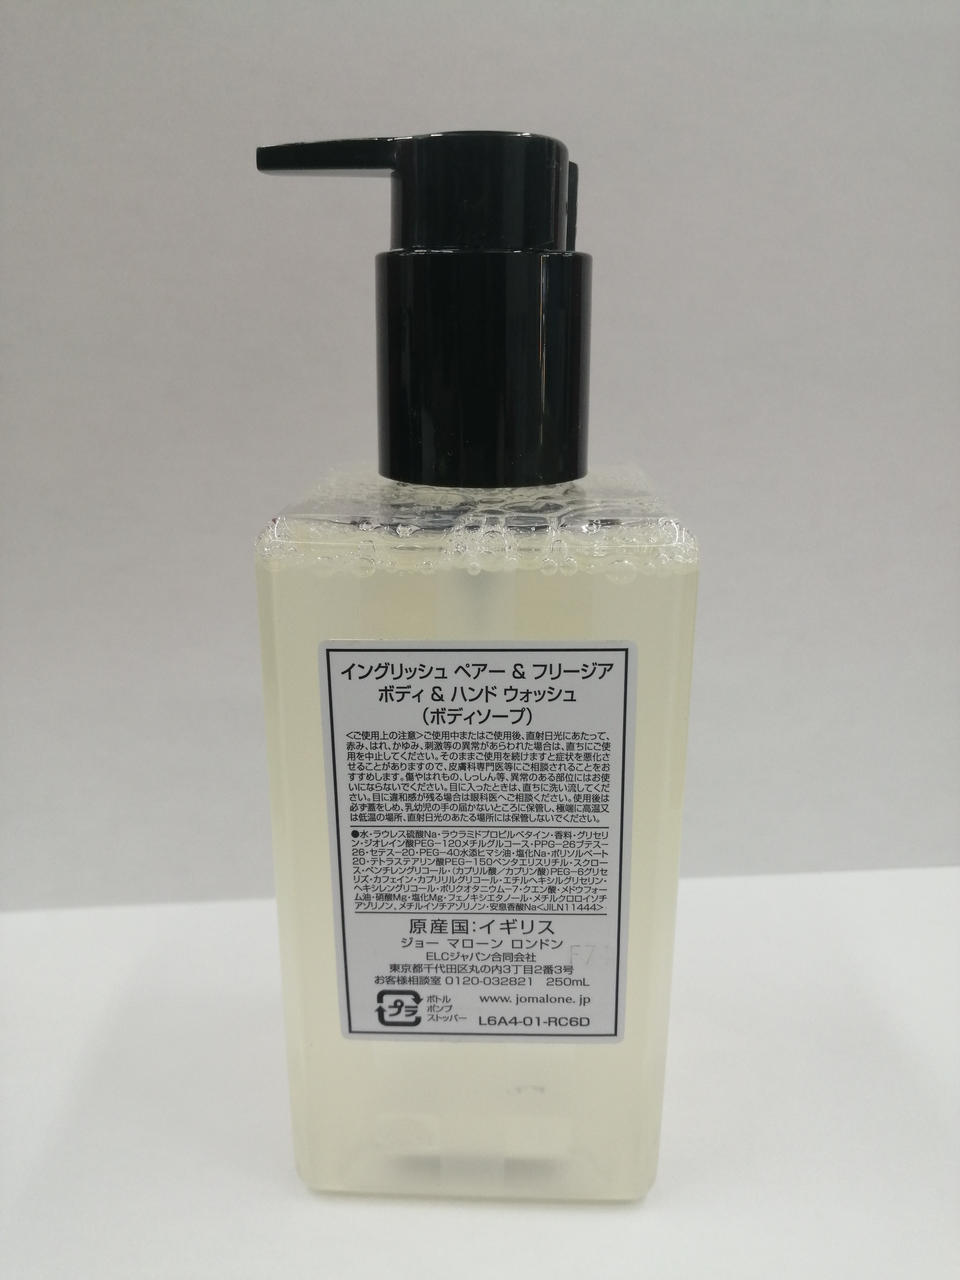 イングリッシュ ペアー & フリージア
ボディ & ハンド ウォッシュ
(ボディソープ)
<ご使用上の注意>ご使用中またはご使用後、直射日光にあたって、
赤み、はれ、かゆみ、刺激等の異常があらわれた場合は、直ちにご使
用を中止してください。そのままご使用を続けますと症状を悪化さ
せることがありますので、皮膚科専門医等にご相談されることをお
すすめします。傷やはれもの、しっしん等、異常のある部位にはお使
いにならないでください。目に入ったときは、直ちに洗い流してくだ
さい。目に違和感が残る場合は眼科医へご相談ください。使用後は
必ず蓋をしめ、乳幼児の手の届かないところに保管し、極端に高温又
は低温の場所、直射日光のあたる場所には保管しないでください。
●水・ラウレス硫酸Na・ラウラミドプロピルベタイン・香料・グリセリ
ン・ジオレイン酸PEG-120メチルグルコース・PPG-26ブテス-
26・セテス-20・PEG-40水添ヒマシ油・塩化Na・ポリソルベート
20・テトラステアリン酸PEG-150ペンタエリスリチル・スクロー
ス・ペンチレングリコール・(カプリル酸/カプリン酸)PEG-6グリセ
リズ・カフェイン・カプリリルグリコール・エチルヘキシルグリセリン・
ヘキシレングリコール・ポリクオタニウム-7・クエン酸・メドウフォー
ム油・硝酸Mg・塩化Mg・フェノキシエタノール・メチルクロロイソチ
アゾリノン、メチルイソチアゾリノン・安息香酸Na<JILN11444>
原産国:イギリス
ジョー マローン ロンドン
ELCジャパン合同会社
東京都千代田区丸の内3丁目2番3号
お客様相談室 0120-032821 250mL
プラ
ボトル
ポンプ
ストッパー
www.jomalone.jp
L6A4-01-RC6D